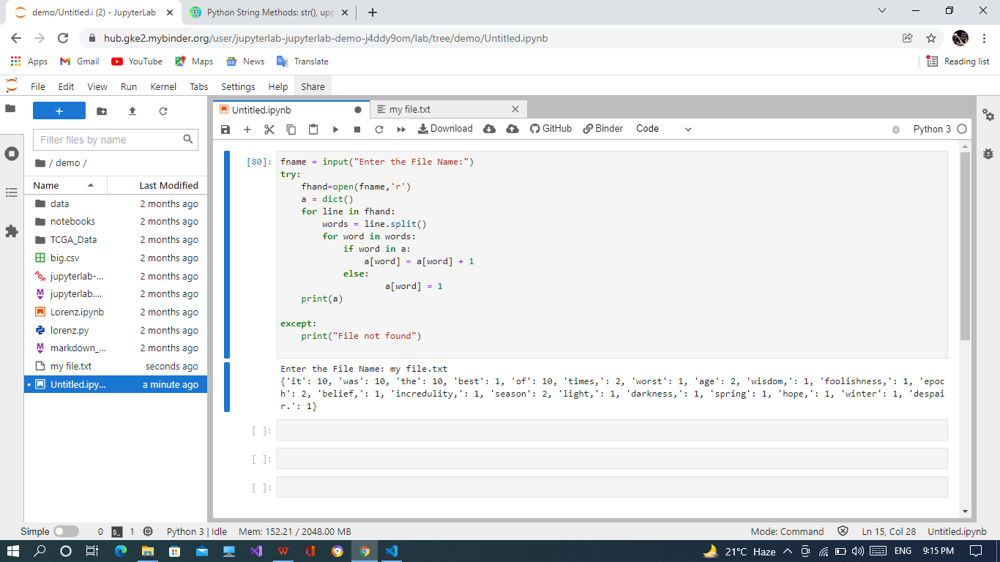 demo/Untitled.i (2) - JupyterLab
Python String Methods: str(), upp
hub.gke2.mybinder.org/user/jupyterlab-jupyterlab-demo-j4ddy9om/lab/tree/demo/Untitled.ipynb
Apps Gmail YouTube Maps News Translate Reading list
File Edit View Run Kernel Tabs Settings Help Share
Untitled.ipynb
my file.txt
Download GitHub Binder Code Python 3
Filter files by name
/ demo /
Name Last Modified
data 2 months ago
notebooks 2 months ago
TCGA_Data 2 months ago
big.csv 2 months ago
jupyterlab-... 2 months ago
jupyterlab.... 2 months ago
Lorenz.ipynb 2 months ago
lorenz.py 2 months ago
markdown_... 2 months ago
my file.txt seconds ago
Untitled.ipy... a minute ago
[80]: fname = input("Enter the File Name:")
try:
    fhand=open(fname,'r')
    a = dict()
    for line in fhand:
        words = line.split()
        for word in words:
            if word in a:
                a[word] = a[word] + 1
            else:
                    a[word] = 1
    print(a)
except:
    print("File not found")
Enter the File Name: my file.txt
{'it': 10, 'was': 10, 'the': 10, 'best': 1, 'of': 10, 'times,': 2, 'worst': 1, 'age': 2, 'wisdom,': 1, 'foolishness,': 1, 'epoc
h': 2, 'belief,': 1, 'incredulity,': 1, 'season': 2, 'light,': 1, 'darkness,': 1, 'spring': 1, 'hope,': 1, 'winter': 1, 'despai
r.': 1}
[ ]:
[ ]:
[ ]:
Simple 0 1 Python 3 | Idle Mem: 152.21 / 2048.00 MB Mode: Command Ln 15, Col 28 Untitled.ipynb
21°C Haze ENG 9:15 PM